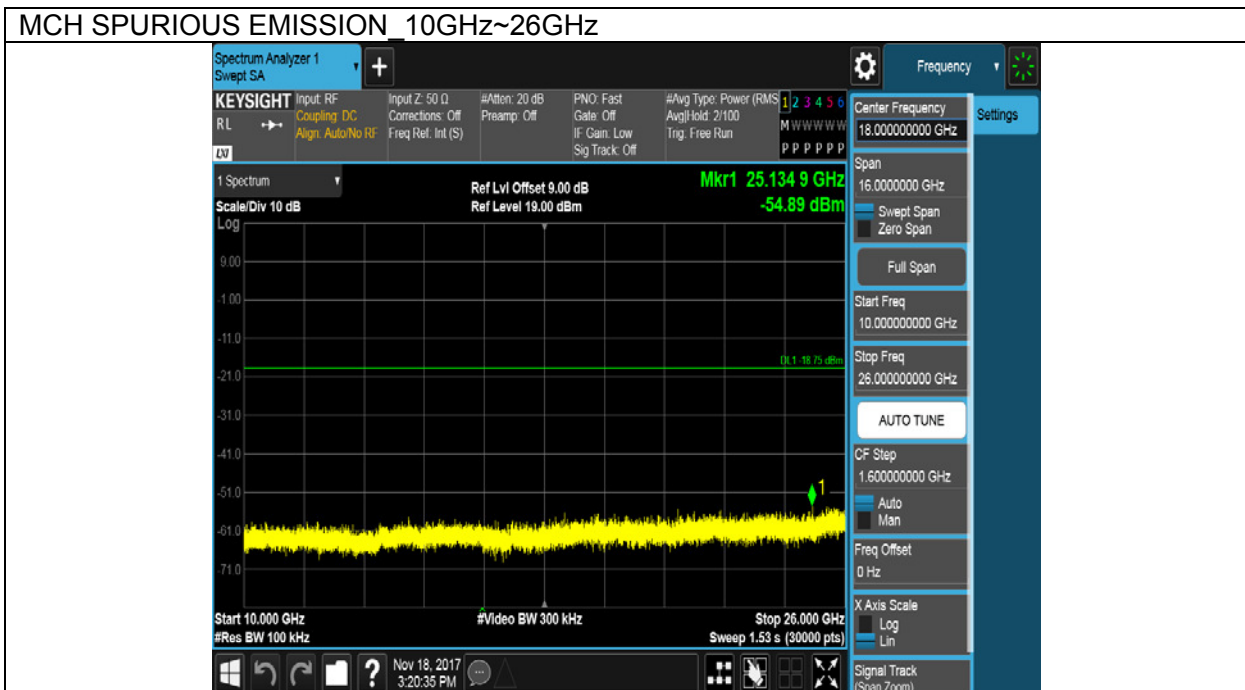 MCH SPURIOUS EMISSION_10GHz~26GHz
Spectrum Analyzer 1
Swept SA
+
Frequency
KEYSIGHT
RL
LXI
Input: RF
Coupling: DC
Align: Auto/No RF
Input Z: 50 Ω
Corrections: Off
Freq Ref: Int (S)
#Atten: 20 dB
Preamp: Off
PNO: Fast
Gate: Off
IF Gain: Low
Sig Track: Off
#Avg Type: Power (RMS
Avg|Hold: 2/100
Trig: Free Run
1 2 3 4 5 6
M W W W W W
P P P P P P
Center Frequency
18.000000000 GHz
Settings
1 Spectrum
Scale/Div 10 dB
Log
Ref Lvl Offset 9.00 dB
Ref Level 19.00 dBm
Mkr1 25.134 9 GHz
-54.89 dBm
Span
16.0000000 GHz
Swept Span
Zero Span
Full Span
Start Freq
10.000000000 GHz
Stop Freq
26.000000000 GHz
AUTO TUNE
CF Step
1.600000000 GHz
Auto
Man
Freq Offset
0 Hz
X Axis Scale
Log
Lin
Signal Track
(Span Zoom)
9.00
-1.00
-11.0
DL1 -18.75 dBm
-21.0
-31.0
-41.0
-51.0
1
-61.0
-71.0
Start 10.000 GHz
#Res BW 100 kHz
#Video BW 300 kHz
Stop 26.000 GHz
Sweep 1.53 s (30000 pts)
?
Nov 18, 2017
3:20:35 PM